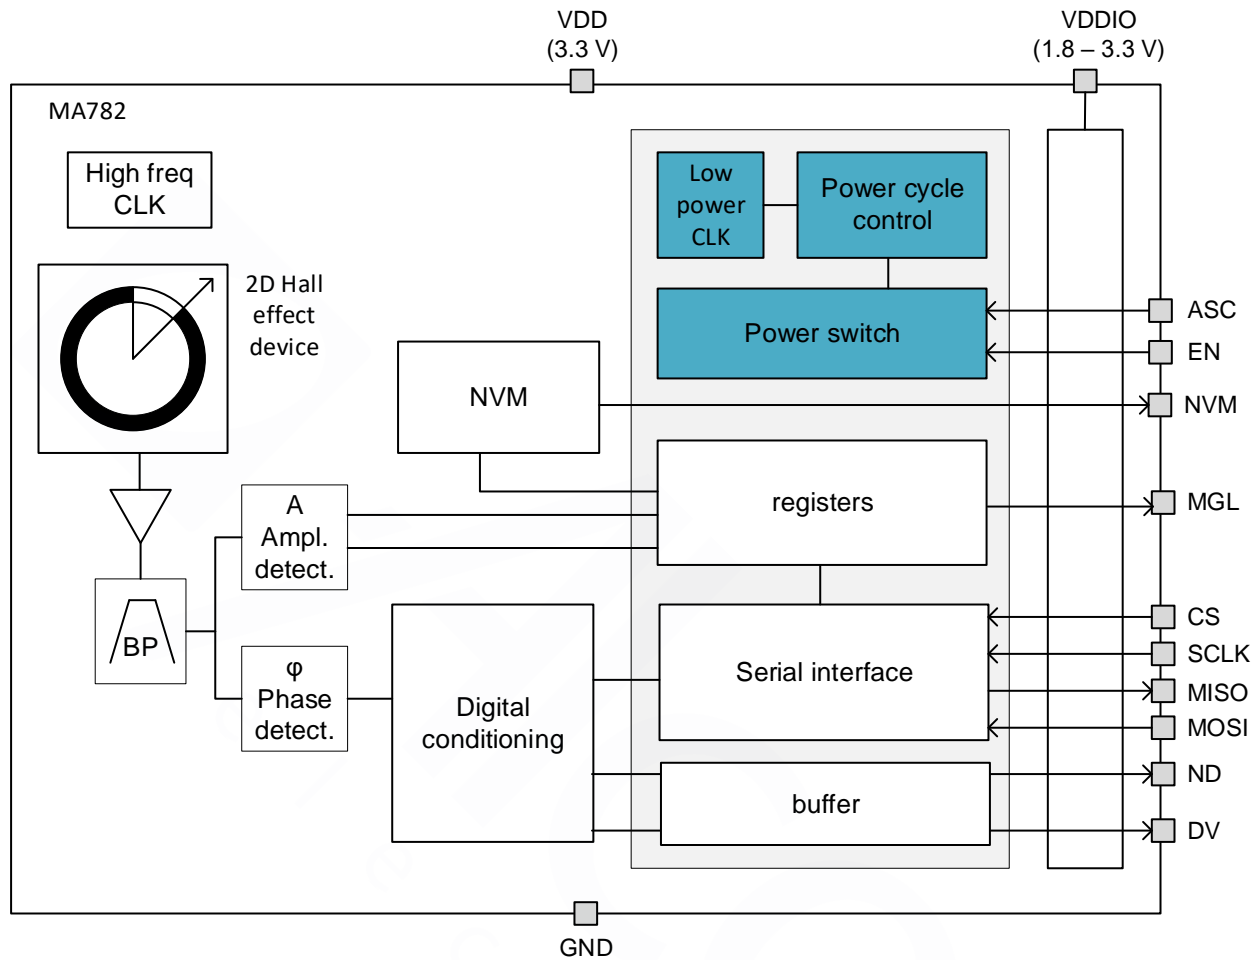 VDD
(3.3 V)
VDDIO
(1.8 – 3.3 V)
MA782
High freq
CLK
Low
power
CLK
Power cycle
control
2D Hall
effect
device
Power switch
ASC
EN
NVM
NVM
registers
MGL
A
Ampl.
detect.
BP
φ
Phase
detect.
Digital
conditioning
Serial interface
CS
SCLK
MISO
MOSI
buffer
ND
DV
GND